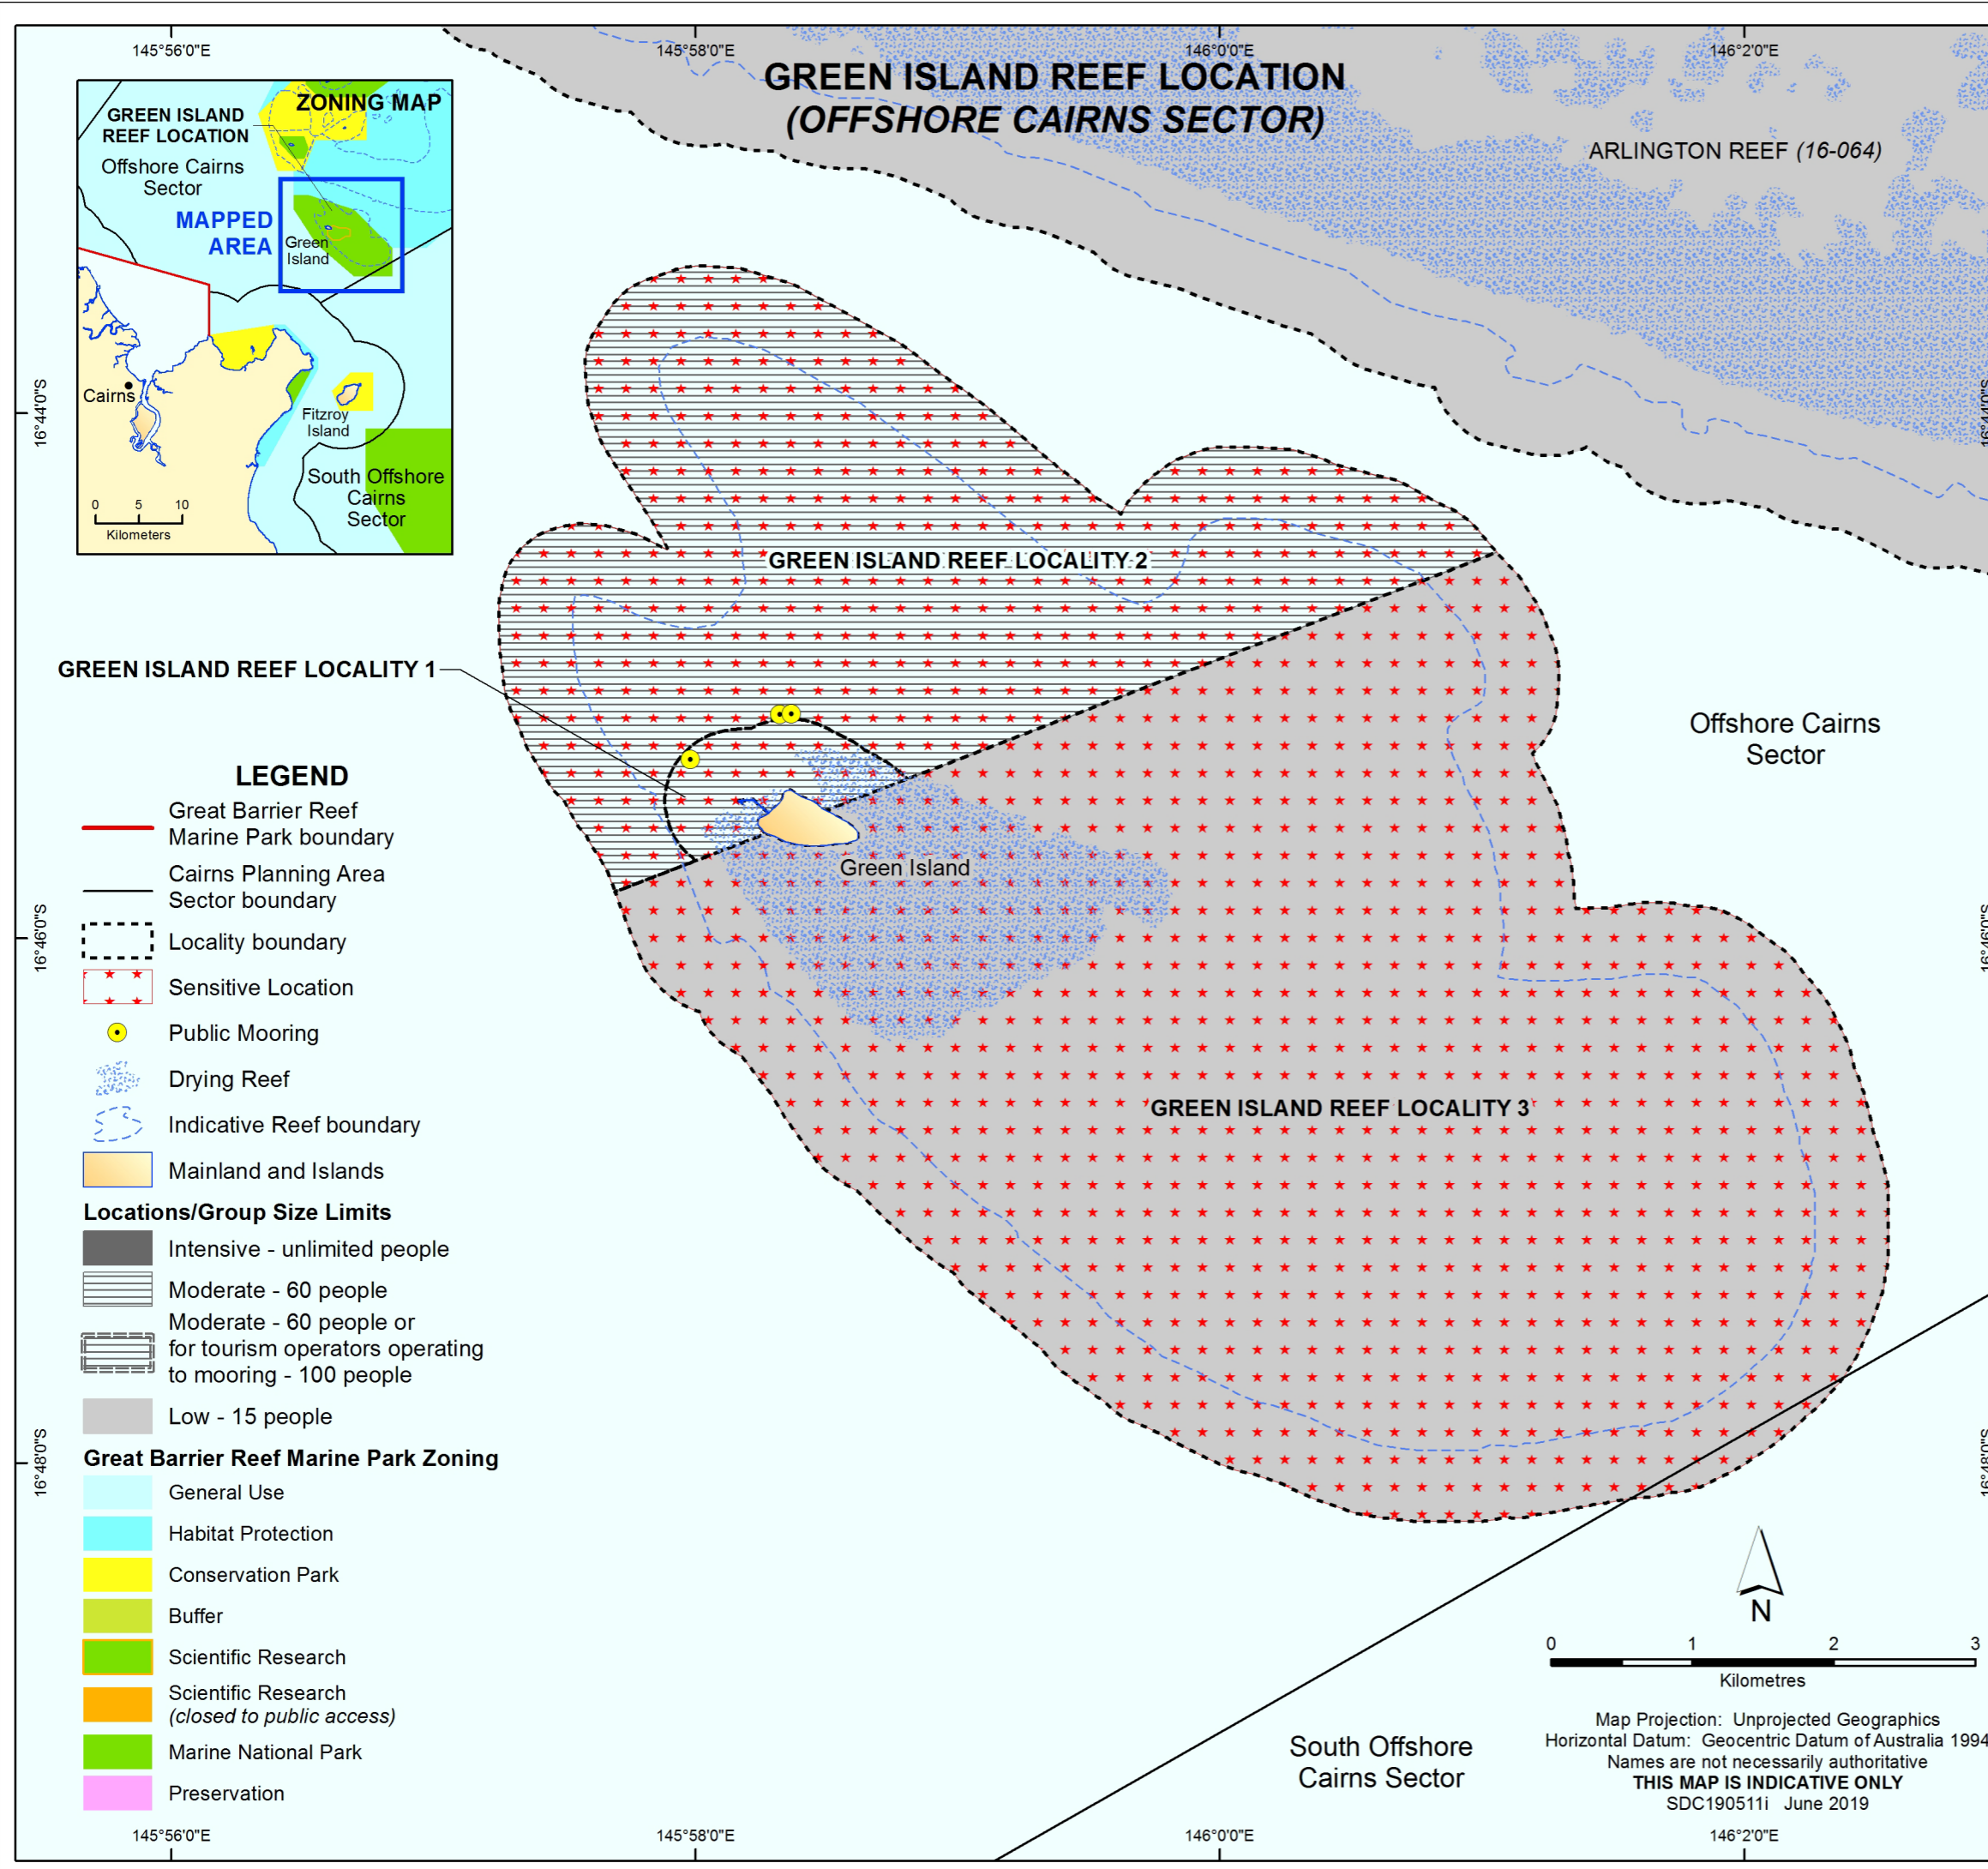 145°56'0"E
145°58'0"E
146°0'0"E
146°2'0"E
GREEN ISLAND REEF LOCATION
(OFFSHORE CAIRNS SECTOR)
ARLINGTON REEF (16-064)
ZONING MAP
GREEN ISLAND
REEF LOCATION
Offshore Cairns
Sector
MAPPED
AREA
Green
Island
Cairns
Fitzroy
Island
South Offshore
Cairns
Sector
0 5 10
Kilometers
16°44'0"S
16°44'0"S
GREEN ISLAND REEF LOCALITY 2
GREEN ISLAND REEF LOCALITY 1
Offshore Cairns
Sector
Green Island
16°46'0"S
16°46'0"S
GREEN ISLAND REEF LOCALITY 3
LEGEND
Great Barrier Reef
Marine Park boundary
Cairns Planning Area
Sector boundary
Locality boundary
Sensitive Location
Public Mooring
Drying Reef
Indicative Reef boundary
Mainland and Islands
Locations/Group Size Limits
Intensive - unlimited people
Moderate - 60 people
Moderate - 60 people or
for tourism operators operating
to mooring - 100 people
Low - 15 people
Great Barrier Reef Marine Park Zoning
General Use
Habitat Protection
Conservation Park
Buffer
Scientific Research
Scientific Research
(closed to public access)
Marine National Park
Preservation
16°48'0"S
16°48'0"S
N
0 1 2 3
Kilometres
South Offshore
Cairns Sector
Map Projection: Unprojected Geographics
Horizontal Datum: Geocentric Datum of Australia 1994
Names are not necessarily authoritative
THIS MAP IS INDICATIVE ONLY
SDC190511i June 2019
145°56'0"E
145°58'0"E
146°0'0"E
146°2'0"E